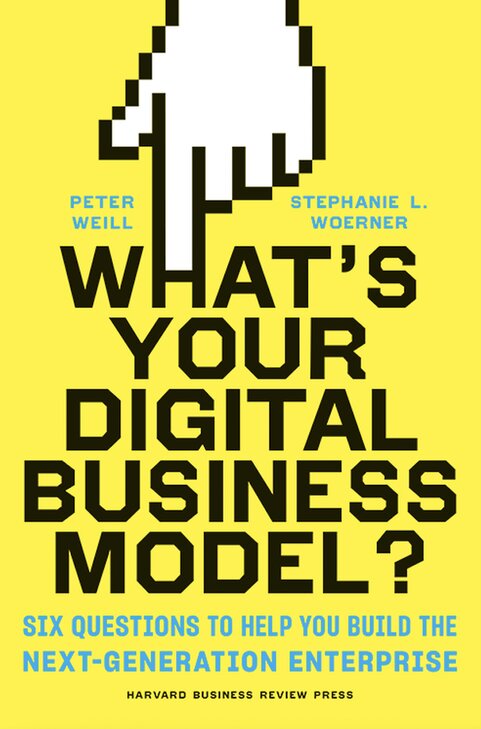 PETER
WEILL
STEPHANIE L.
WOERNER
WHAT'S
YOUR
DIGITAL
BUSINESS
MODEL?
SIX QUESTIONS TO HELP YOU BUILD THE
NEXT-GENERATION ENTERPRISE
HARVARD BUSINESS REVIEW PRESS